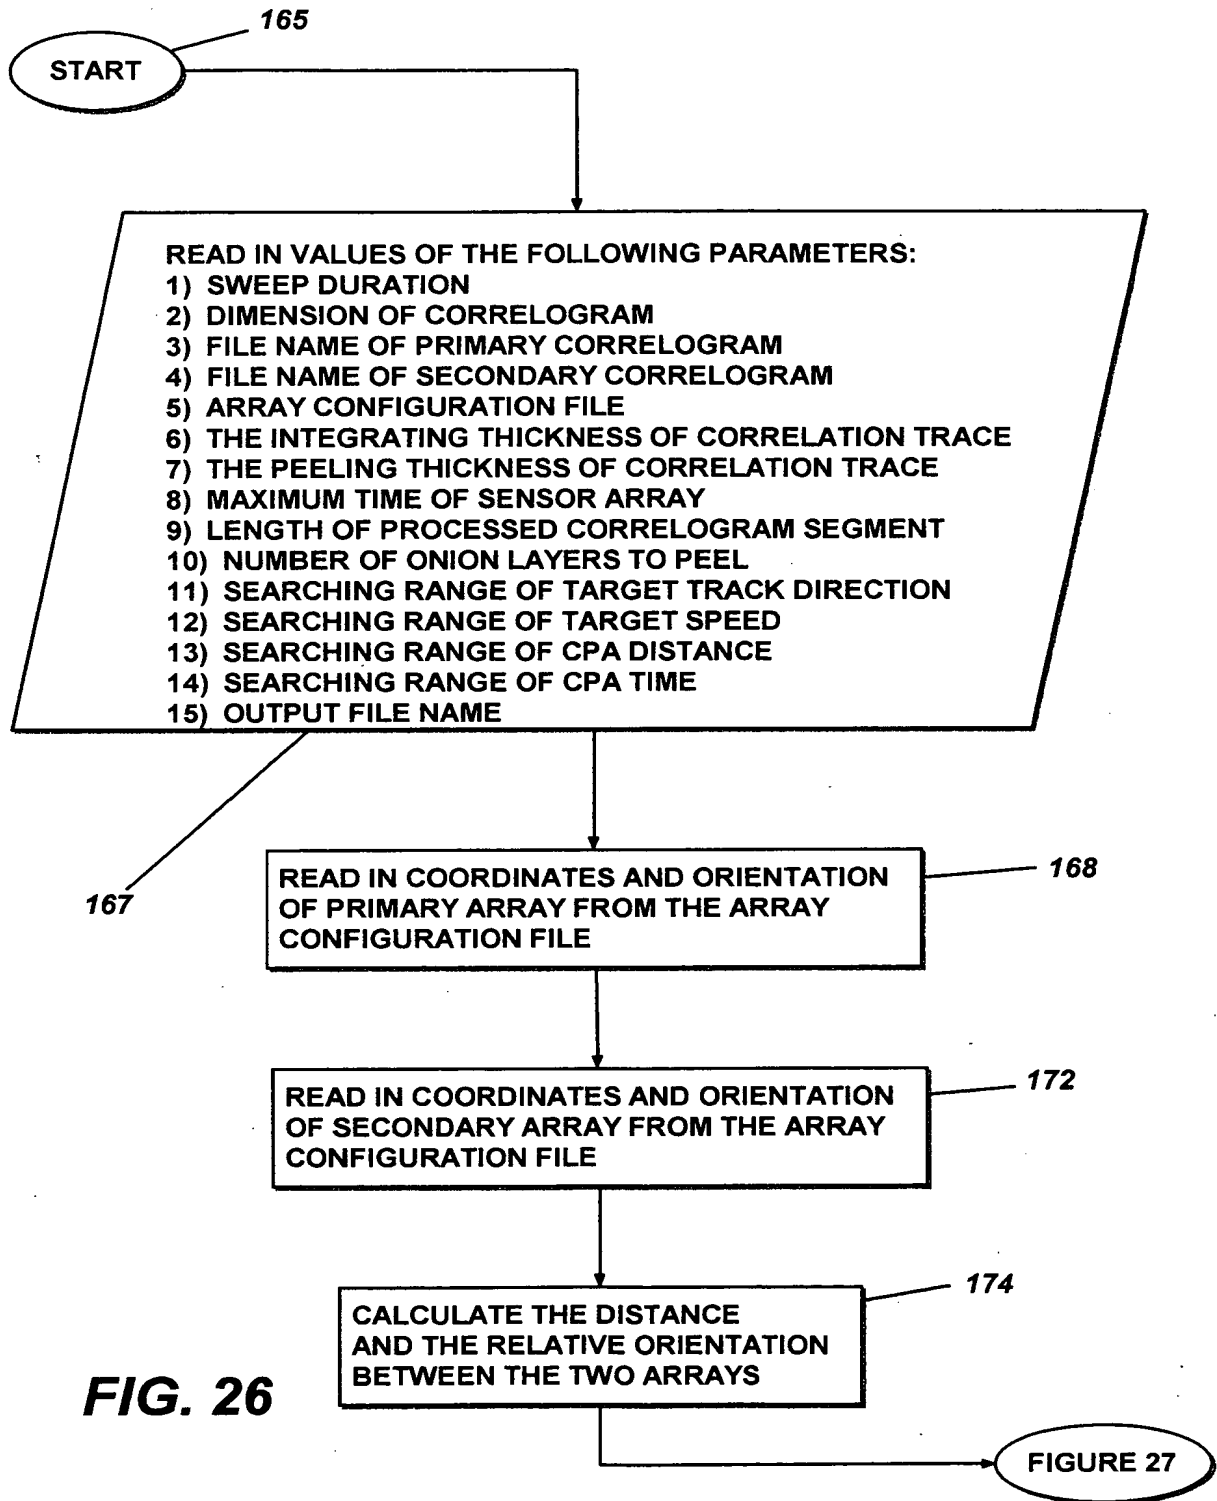 165
START
READ IN VALUES OF THE FOLLOWING PARAMETERS:
1) SWEEP DURATION
2) DIMENSION OF CORRELOGRAM
3) FILE NAME OF PRIMARY CORRELOGRAM
4) FILE NAME OF SECONDARY CORRELOGRAM
5) ARRAY CONFIGURATION FILE
6) THE INTEGRATING THICKNESS OF CORRELATION TRACE
7) THE PEELING THICKNESS OF CORRELATION TRACE
8) MAXIMUM TIME OF SENSOR ARRAY
9) LENGTH OF PROCESSED CORRELOGRAM SEGMENT
10) NUMBER OF ONION LAYERS TO PEEL
11) SEARCHING RANGE OF TARGET TRACK DIRECTION
12) SEARCHING RANGE OF TARGET SPEED
13) SEARCHING RANGE OF CPA DISTANCE
14) SEARCHING RANGE OF CPA TIME
15) OUTPUT FILE NAME
167
168
READ IN COORDINATES AND ORIENTATION
OF PRIMARY ARRAY FROM THE ARRAY
CONFIGURATION FILE
172
READ IN COORDINATES AND ORIENTATION
OF SECONDARY ARRAY FROM THE ARRAY
CONFIGURATION FILE
174
CALCULATE THE DISTANCE
AND THE RELATIVE ORIENTATION
BETWEEN THE TWO ARRAYS
FIG. 26
FIGURE 27